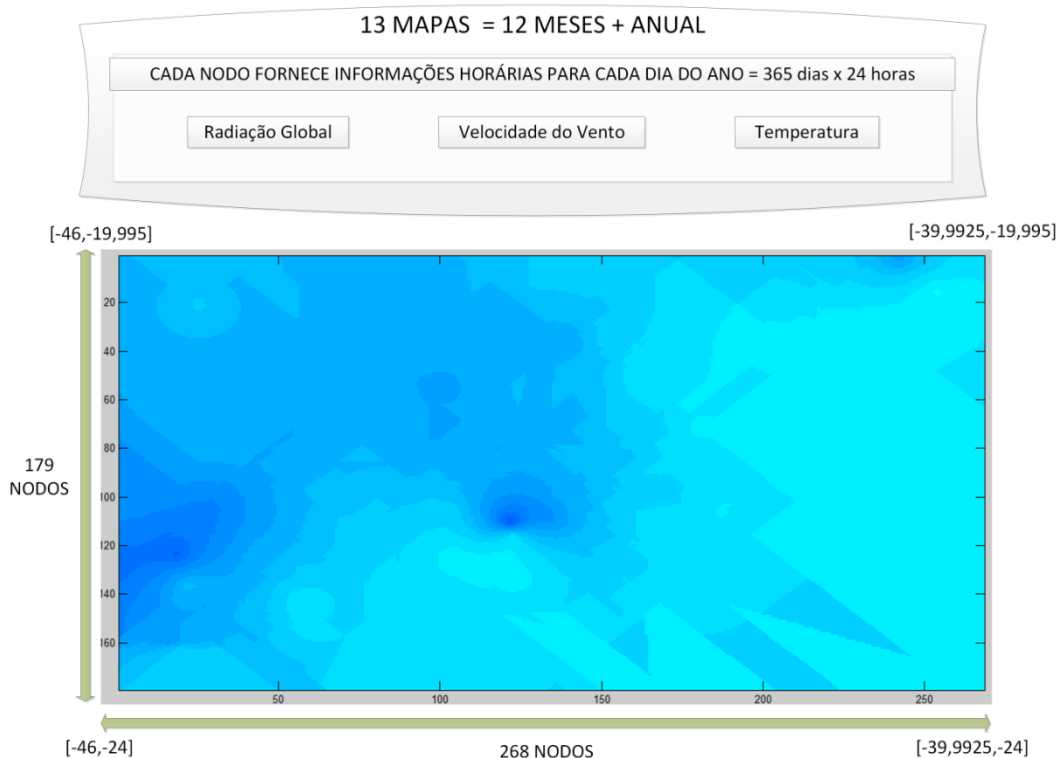 13 MAPAS = 12 MESES + ANUAL
CADA NODO FORNECE INFORMAÇÕES HORÁRIAS PARA CADA DIA DO ANO = 365 dias x 24 horas
Radiação Global
Velocidade do Vento
Temperatura
[-46,-19,995]
[-39,9925,-19,995]
20
40
60
80
100
120
140
160
179
NODOS
50
100
150
200
250
[-46,-24]
268 NODOS
[-39,9925,-24]